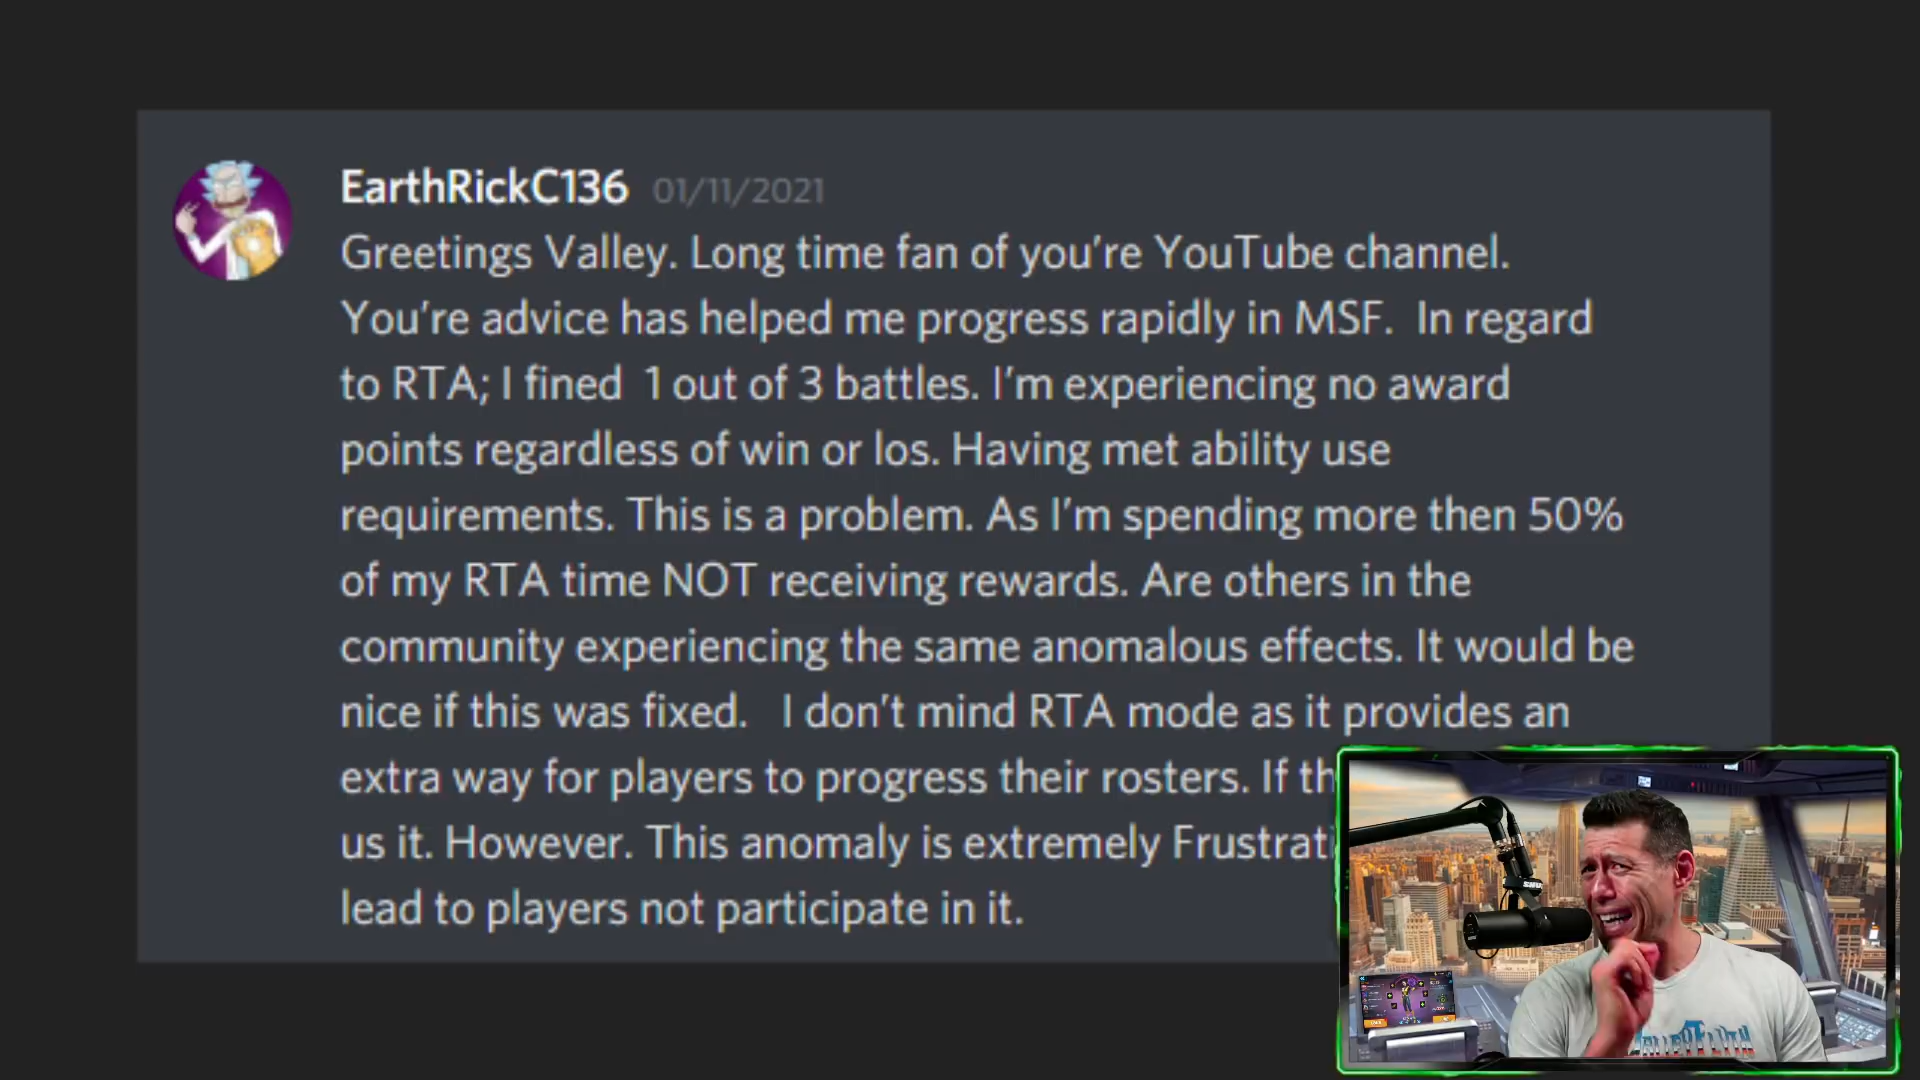 EarthRickC136 01/11/2021
Greetings Valley. Long time fan of you're YouTube channel.
You're advice has helped me progress rapidly in MSF. In regard
to RTA; I fined 1 out of 3 battles. I'm experiencing no award
points regardless of win or los. Having met ability use
requirements. This is a problem. As I'm spending more then 50%
of my RTA time NOT receiving rewards. Are others in the
community experiencing the same anomalous effects. It would be
nice if this was fixed. I don't mind RTA mode as it provides an
extra way for players to progress their rosters. If th
us it. However. This anomaly is extremely Frustrati
lead to players not participate in it.
SHURE
VALLEYFLYIN